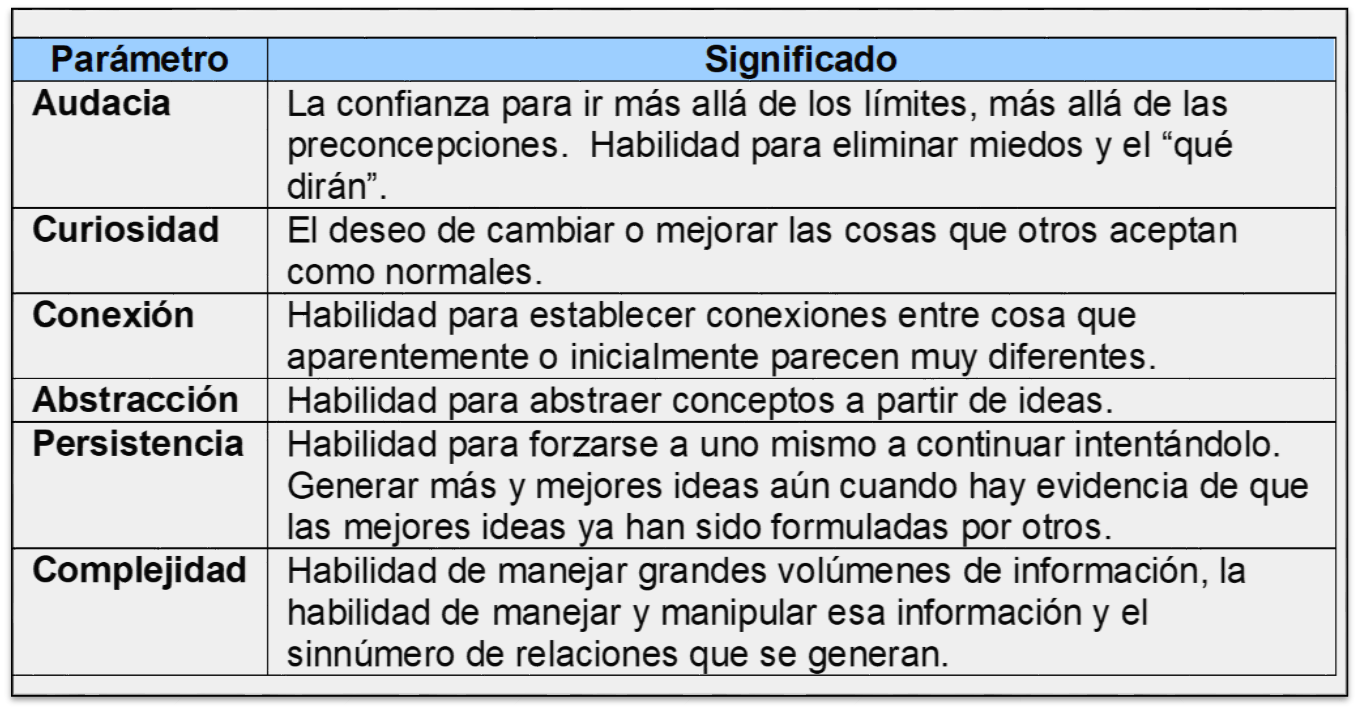 Parámetro Significado
Audacia La confianza para ir más allá de los límites, más allá de las
preconcepciones. Habilidad para eliminar miedos y el “qué
dirán”.
Curiosidad El deseo de cambiar o mejorar las cosas que otros aceptan
como normales.
Conexión Habilidad para establecer conexiones entre cosa que
aparentemente o inicialmente parecen muy diferentes.
Abstracción Habilidad para abstraer conceptos a partir de ideas.
Persistencia Habilidad para forzarse a uno mismo a continuar intentándolo.
Generar más y mejores ideas aún cuando hay evidencia de que
las mejores ideas ya han sido formuladas por otros.
Complejidad Habilidad de manejar grandes volúmenes de información, la
habilidad de manejar y manipular esa información y el
sinnúmero de relaciones que se generan.